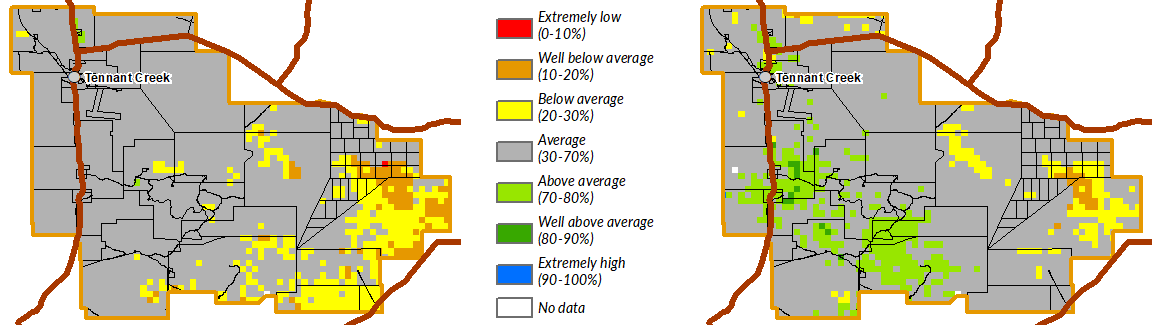 Tennant Creek
Extremely low
(0-10%)
Well below average
(10-20%)
Below average
(20-30%)
Average
(30-70%)
Above average
(70-80%)
Well above average
(80-90%)
Extremely high
(90-100%)
No data
Tennant Creek